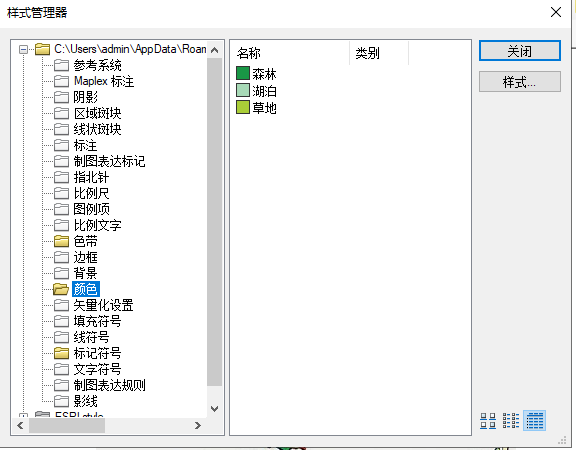 样式管理器
C:\Users\admin\AppData\Roam
参考系统
Maplex 标注
阴影
区域斑块
线状斑块
标注
制图表达标记
指北针
比例尺
图例项
比例文字
色带
边框
背景
颜色
矢量化设置
填充符号
线符号
标记符号
文字符号
制图表达规则
影线
ESRI.style
名称 类别
森林
湖泊
草地
关闭
样式...